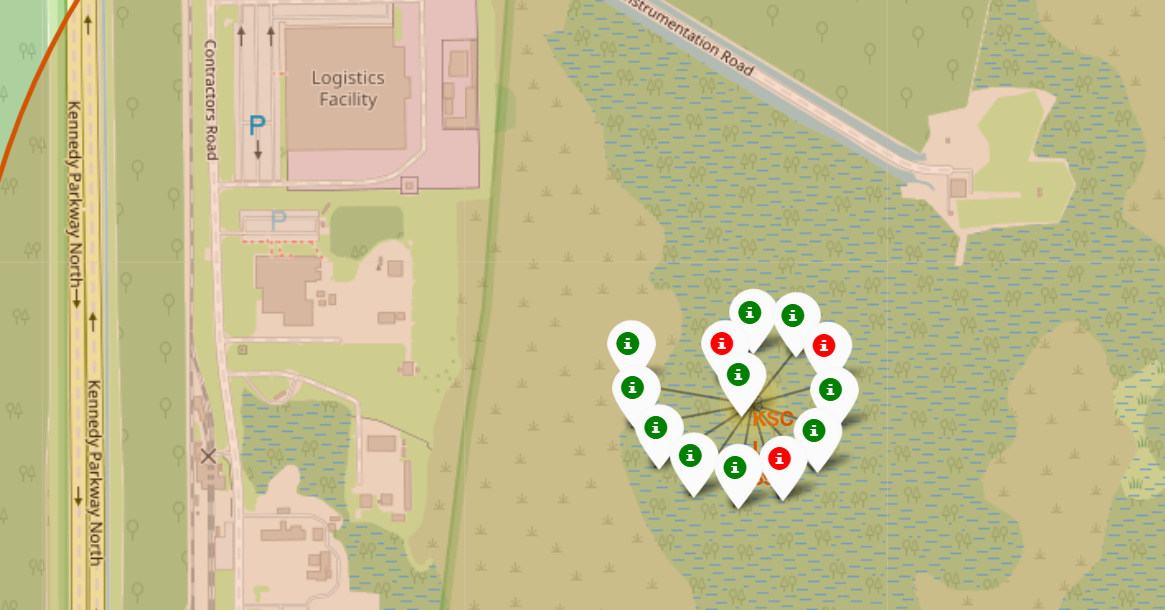 Instrumentation Road
Contractors Road
Logistics
Facility
P
P
Kennedy Parkway North
Kennedy Parkway North
KSC
L